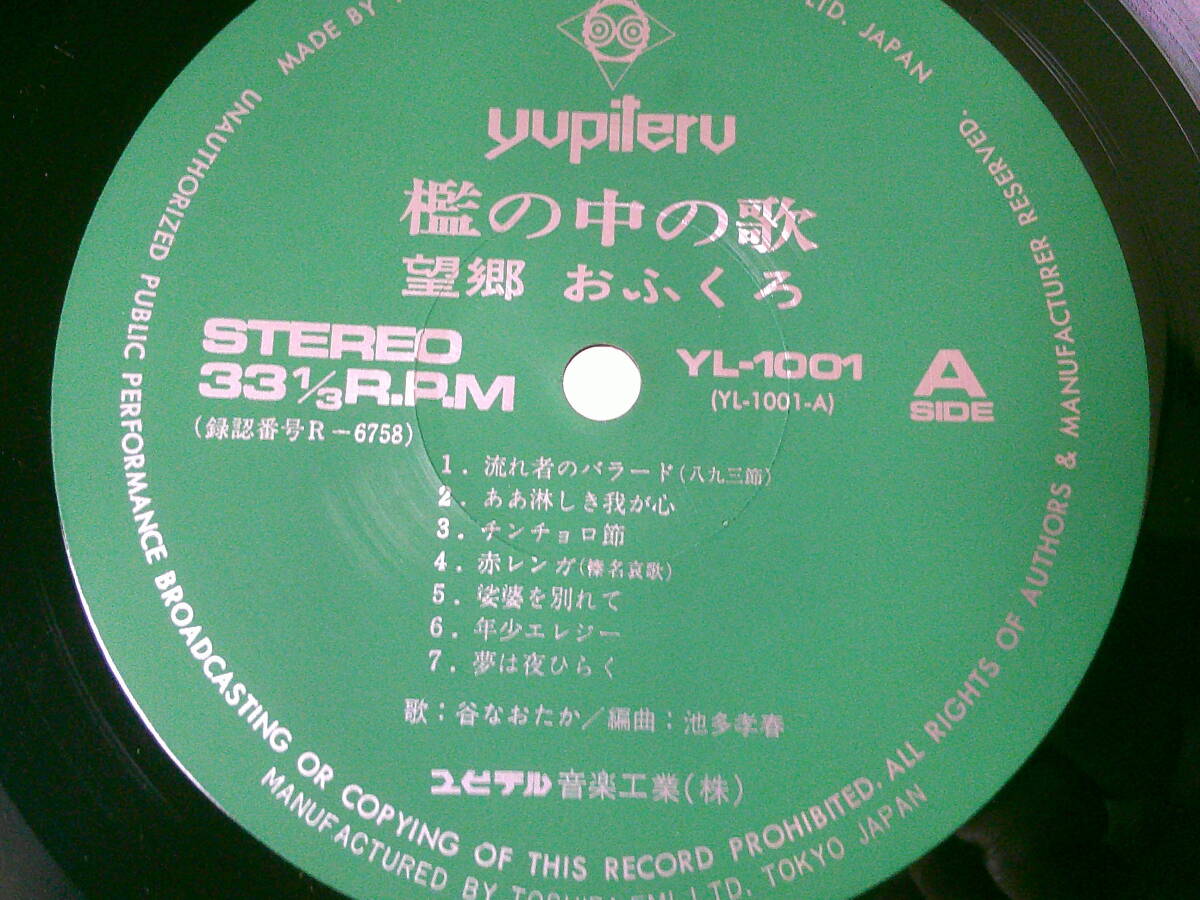 yupiteru
檻の中の歌
望郷 おふくろ
STEREO
33 1/3 R.P.M
(録認番号R-6758)
YL-1001
(YL-1001-A)
A
SIDE
1. 流れ者のバラード(八九三節)
2. ああ淋しき我が心
3. チンチョロ節
4. 赤レンガ(榛名哀歌)
5. 娑婆を別れて
6. 年少エレジー
7. 夢は夜ひらく
歌:谷なおたか/編曲:池多孝春
ユピテル音楽工業(株)
MADE BY LTD. JAPAN
UNAUTHORIZED PUBLIC PERFORMANCE BROADCASTING OR COPYING OF THIS RECORD PROHIBITED. ALL RIGHTS OF AUTHORS & MANUFACTURER RESERVED.
MANUFACTURED BY TOSHIBA EMI LTD. TOKYO JAPAN